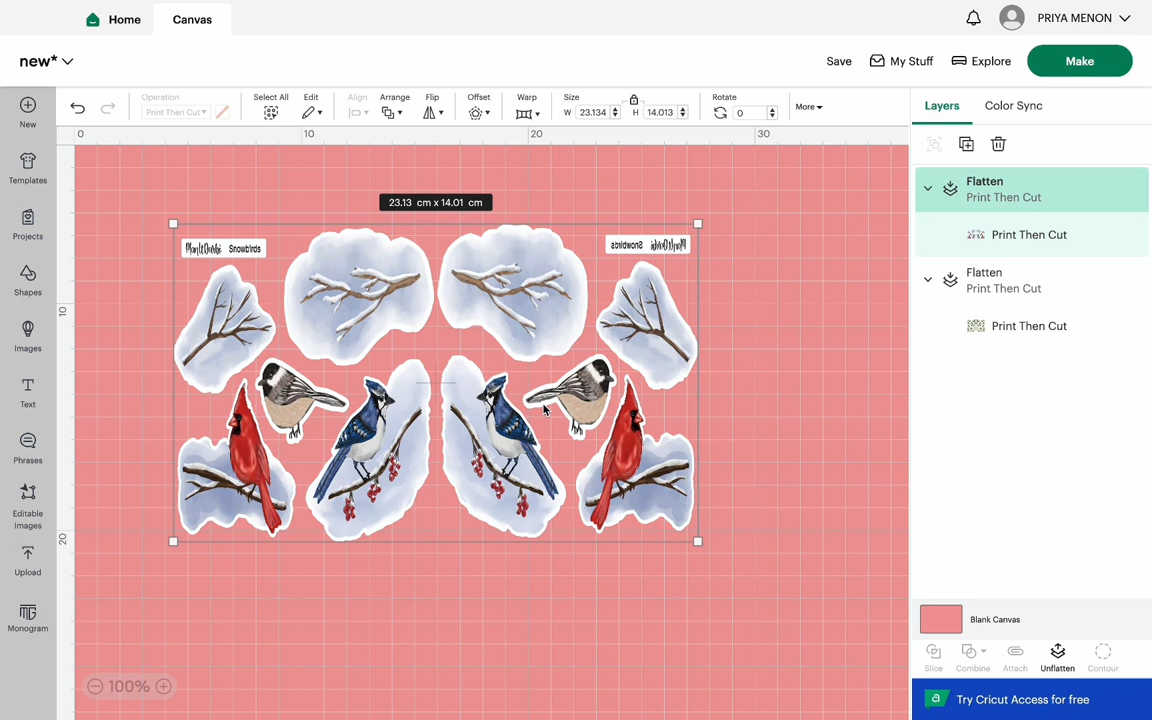 Home
Canvas
PRIYA MENON
new*
Save
My Stuff
Explore
Make
Operation
Print Then Cut
Select All
Edit
Align
Arrange
Flip
Offset
Warp
Size
W 23.134
H 14.013
Rotate
0
More
Layers
Color Sync
New
Templates
Projects
Shapes
Images
Text
Phrases
Editable
Images
Upload
Monogram
0
10
20
30
10
20
23.13 cm x 14.01 cm
Snowbirds
Snowbirds
100%
Flatten
Print Then Cut
Print Then Cut
Flatten
Print Then Cut
Print Then Cut
Blank Canvas
Slice
Combine
Attach
Unflatten
Contour
a
Try Cricut Access for free